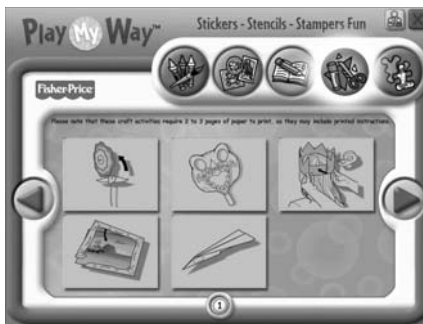 Play My Way™
Stickers - Stencils - Stampers Fun
Fisher-Price
Please note that these craft activities require 2 to 3 pages of paper to print, as they may include printed instructions
1